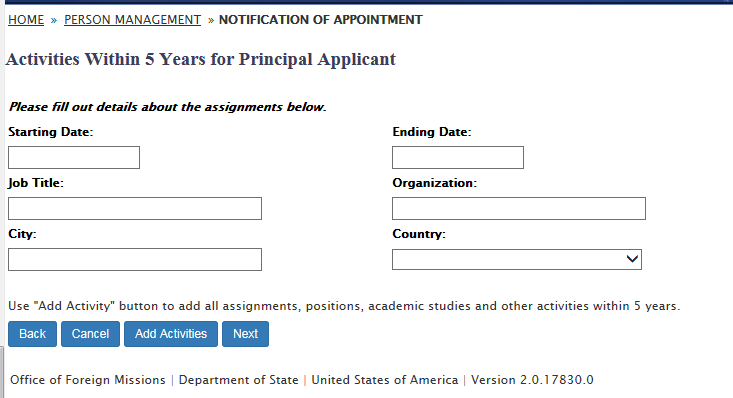 HOME » PERSON MANAGEMENT » NOTIFICATION OF APPOINTMENT
Activities Within 5 Years for Principal Applicant
Please fill out details about the assignments below.
Starting Date: Ending Date:
Job Title: Organization:
City: Country:
Use "Add Activity" button to add all assignments, positions, academic studies and other activities within 5 years.
Back Cancel Add Activities Next
Office of Foreign Missions | Department of State | United States of America | Version 2.0.17830.0